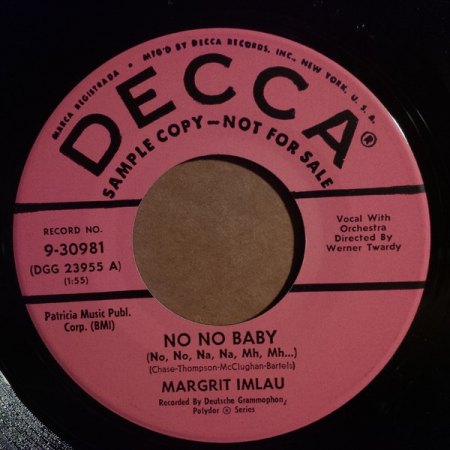 MARCA REGISTRADA • MF'G BY DECCA RECORDS, INC., NEW YORK, U. S. A.
DECCA®
SAMPLE COPY—NOT FOR SALE
RECORD NO.
9-30981
(DGG 23955 A)
(1:55)
Vocal With
Orchestra
Directed By
Werner Twardy
Patricia Music Publ.
Corp. (BMI)
NO NO BABY
(No, No, Na, Na, Mh, Mh...)
(Chase-Thompson-McClughan-Bartels)
MARGRIT IMLAU
Recorded By Deutsche Grammophon,
Polydor ® Series